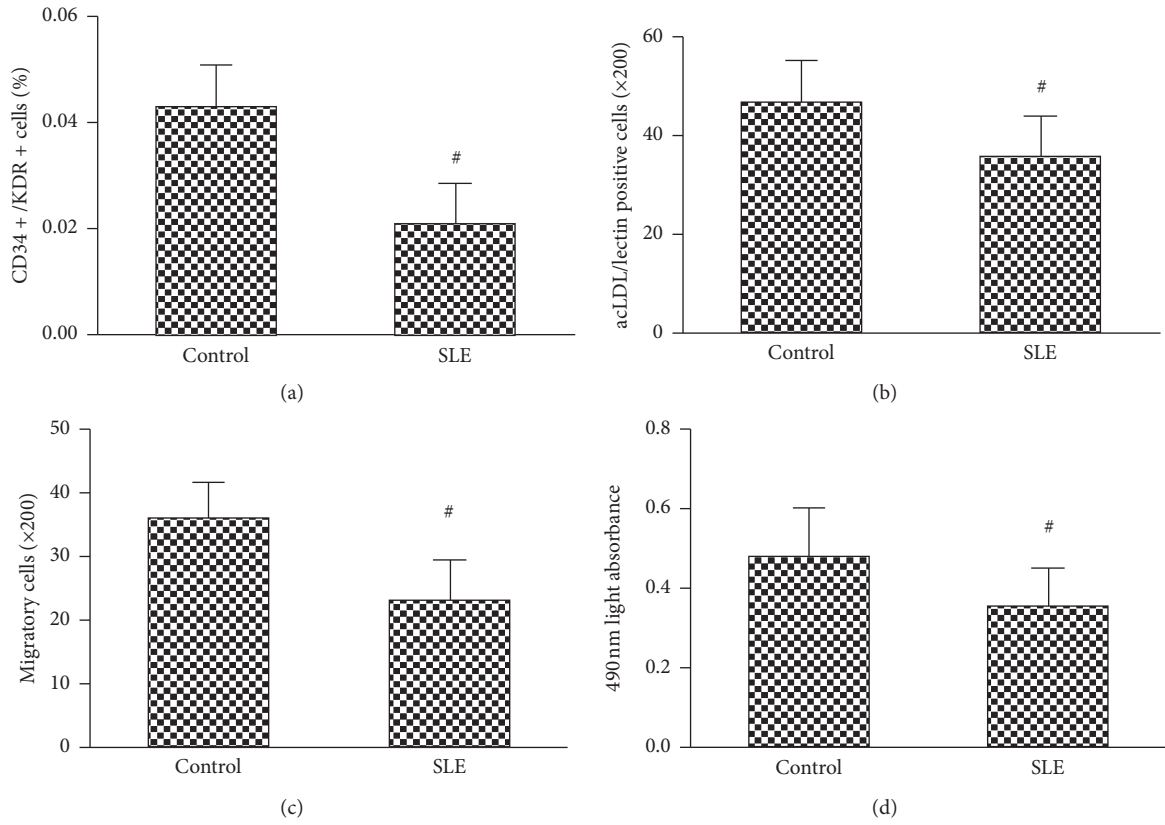 0.06
0.04
0.02
0.00
CD34 + /KDR + cells (%)
#
Control
SLE
(a)
60
40
20
0
acLDL/lectin positive cells (×200)
#
Control
SLE
(b)
50
40
30
20
10
0
Migratory cells (×200)
#
Control
SLE
(c)
0.8
0.6
0.4
0.2
0.0
490 nm light absorbance
#
Control
SLE
(d)